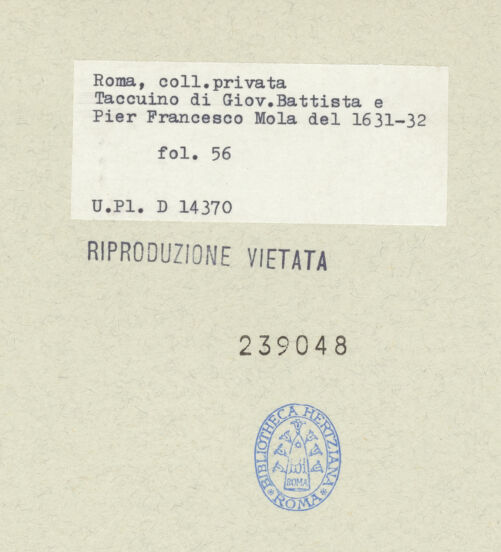 Roma, coll.privata
Taccuino di Giov.Battista e
Pier Francesco Mola del 1631-32
fol. 56
U.Pl. D 14370
RIPRODUZIONE VIETATA
239048
BIBLIOTHECA HERTZIANA
ROMA
ROMA